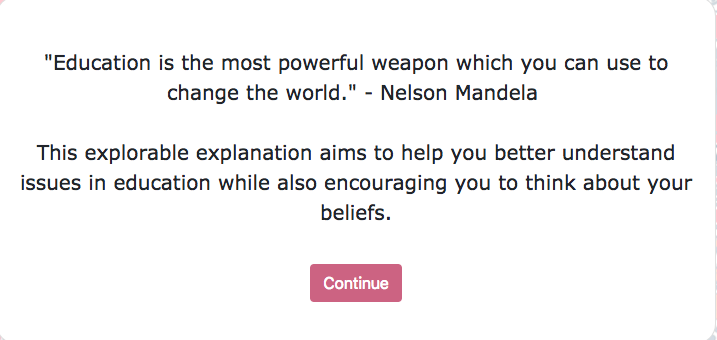 "Education is the most powerful weapon which you can use to
change the world." - Nelson Mandela
This explorable explanation aims to help you better understand
issues in education while also encouraging you to think about your
beliefs.
Continue